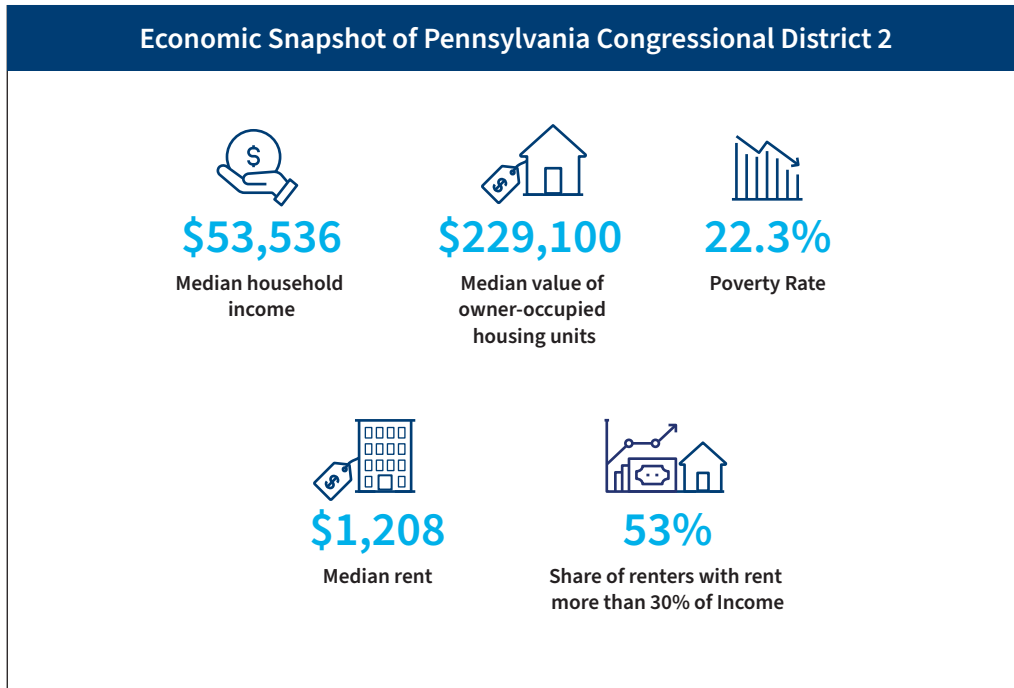 Economic Snapshot of Pennsylvania Congressional District 2
$
$
$53,536
$229,100
22.3%
Median household
income
Median value of
owner-occupied
housing units
Poverty Rate
$
$1,208
53%
Median rent
Share of renters with rent
more than 30% of Income